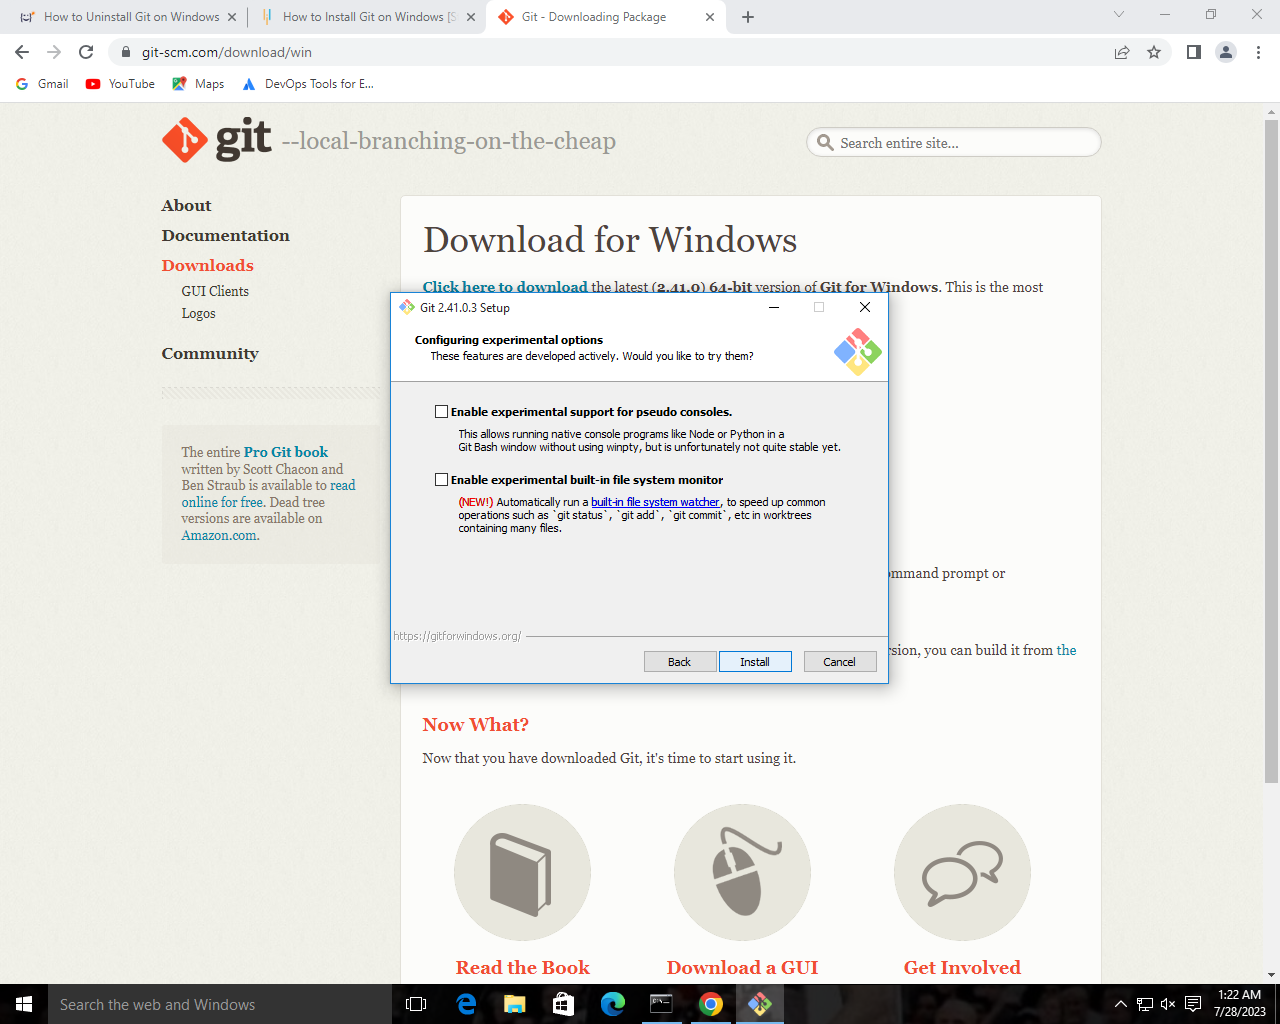 How to Uninstall Git on Windows
How to Install Git on Windows [S
Git - Downloading Package
git-scm.com/download/win
Gmail
YouTube
Maps
DevOps Tools for E...
git --local-branching-on-the-cheap
Search entire site...
About
Documentation
Downloads
GUI Clients
Logos
Community
The entire Pro Git book
written by Scott Chacon and
Ben Straub is available to read
online for free. Dead tree
versions are available on
Amazon.com.
Download for Windows
Click here to download the latest (2.41.0) 64-bit version of Git for Windows. This is the most
Git 2.41.0.3 Setup
Configuring experimental options
These features are developed actively. Would you like to try them?
Enable experimental support for pseudo consoles.
This allows running native console programs like Node or Python in a
Git Bash window without using winpty, but is unfortunately not quite stable yet.
Enable experimental built-in file system monitor
(NEW!) Automatically run a built-in file system watcher, to speed up common
operations such as `git status`, `git add`, `git commit`, etc in worktrees
containing many files.
https://gitforwindows.org/
Back
Install
Cancel
ommand prompt or
rsion, you can build it from the
Now What?
Now that you have downloaded Git, it's time to start using it.
Read the Book
Download a GUI
Get Involved
Search the web and Windows
1:22 AM
7/28/2023